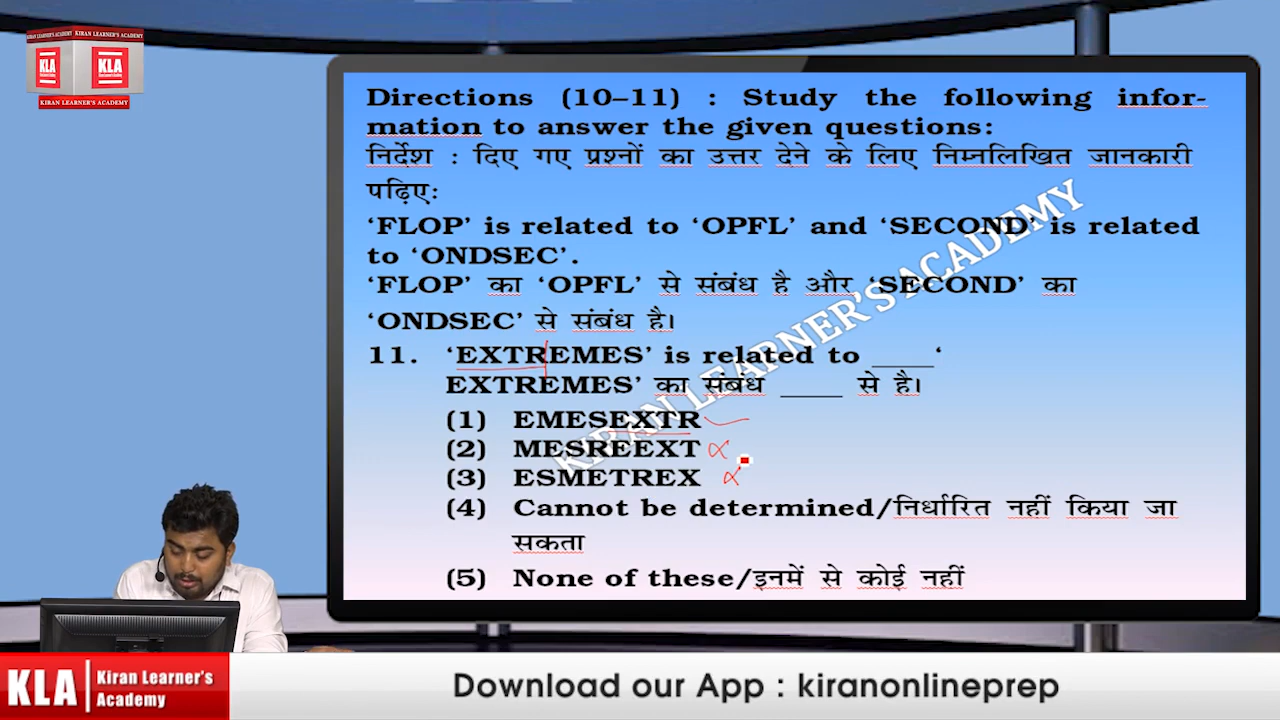 KIRAN LEARNER'S ACADEMY KIRAN LEARNER'S ACADEMY
KLA KLA
KIRAN LEARNER'S ACADEMY
Directions (10–11) : Study the following infor-
mation to answer the given questions:
निर्देश : दिए गए प्रश्नों का उत्तर देने के लिए निम्नलिखित जानकारी
पढ़िए:
‘FLOP’ is related to ‘OPFL’ and ‘SECOND’ is related
to ‘ONDSEC’.
‘FLOP’ का ‘OPFL’ से संबंध है और ‘SECOND’ का
‘ONDSEC’ से संबंध है।
11. ‘EXTREMES’ is related to ____‘
EXTREMES’ का संबंध ____ से है।
(1) EMESEXTR
(2) MESREEXT
(3) ESMETREX
(4) Cannot be determined/निर्धारित नहीं किया जा
सकता
(5) None of these/इनमें से कोई नहीं
KIRAN LEARNER'S ACADEMY
KLA Kiran Learner's
Academy
Download our App : kiranonlineprep